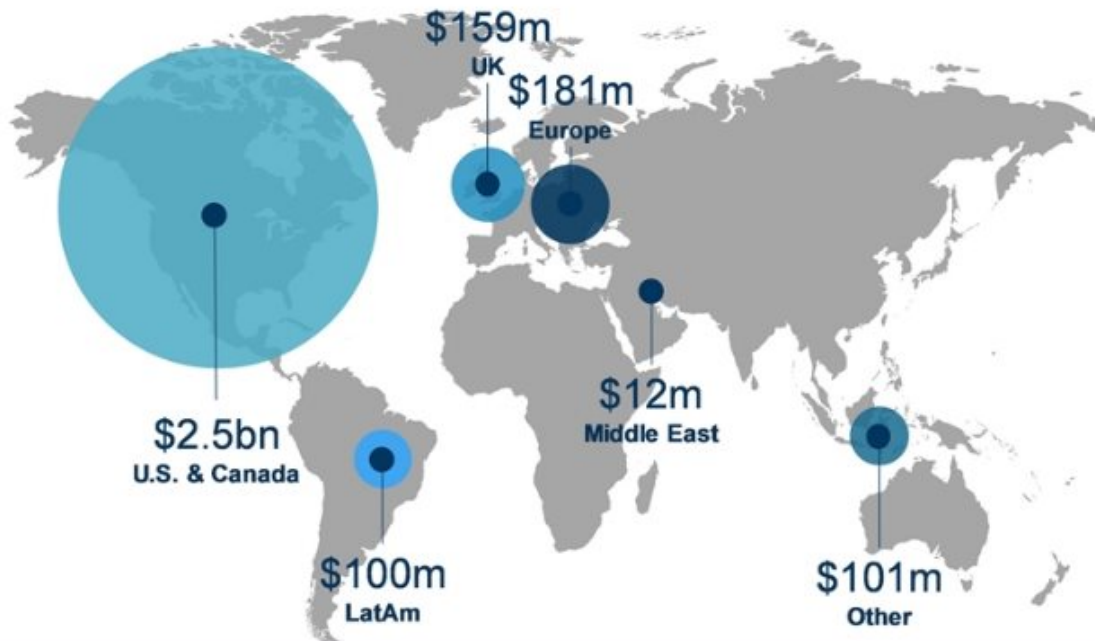 $159m
UK
$181m
Europe
$2.5bn
U.S. & Canada
$12m
Middle East
$100m
LatAm
$101m
Other